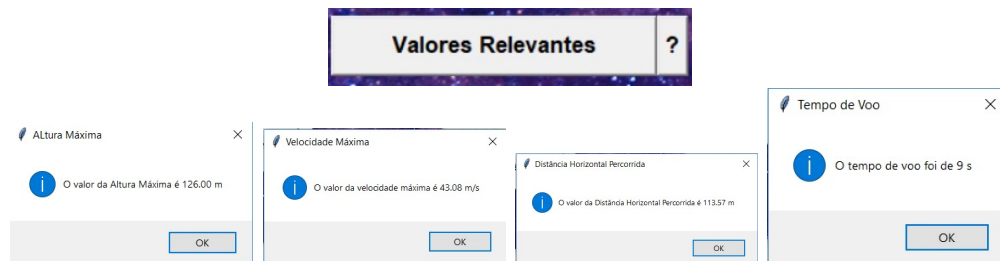 Valores Relevantes ?
ALtura Máxima
O valor da Altura Máxima é 126.00 m
OK
Velocidade Máxima
O valor da velocidade máxima é 43.08 m/s
OK
Distância Horizontal Percorrida
O valor da Distância Horizontal Percorrida é 113.57 m
OK
Tempo de Voo
O tempo de voo foi de 9 s
OK